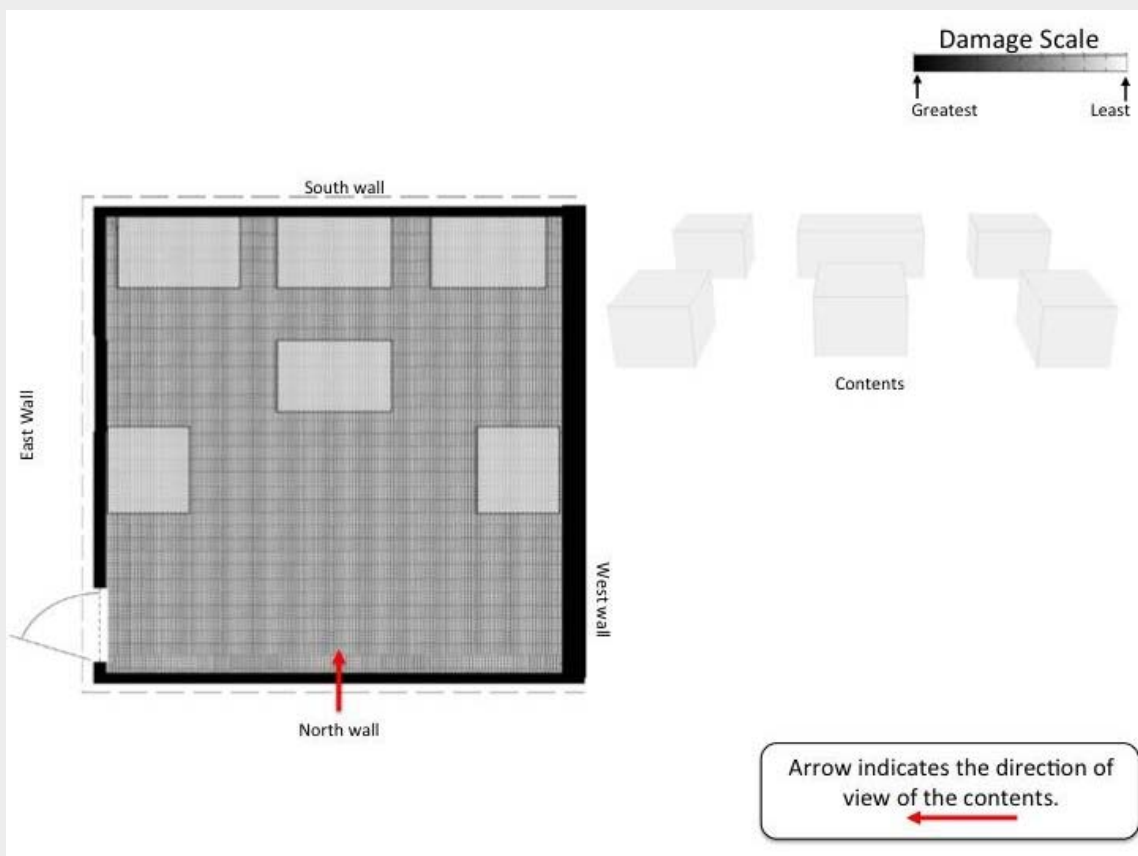 Damage Scale
Greatest
Least
South wall
East Wall
Contents
West wall
North wall
Arrow indicates the direction of
view of the contents.